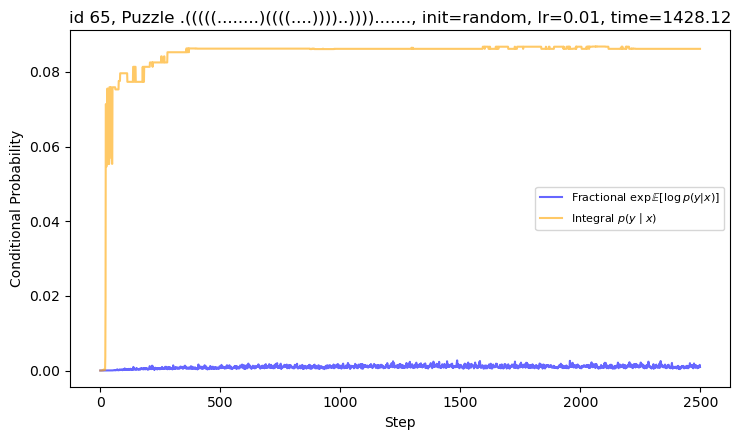 id 65, Puzzle .(((((........)((((....))))..))))......., init=random, lr=0.01, time=1428.12
Conditional Probability
0.08
0.06
0.04
0.02
0.00
Fractional exp𝔼[log p(y|x)]
Integral p(y | x)
0 500 1000 1500 2000 2500
Step